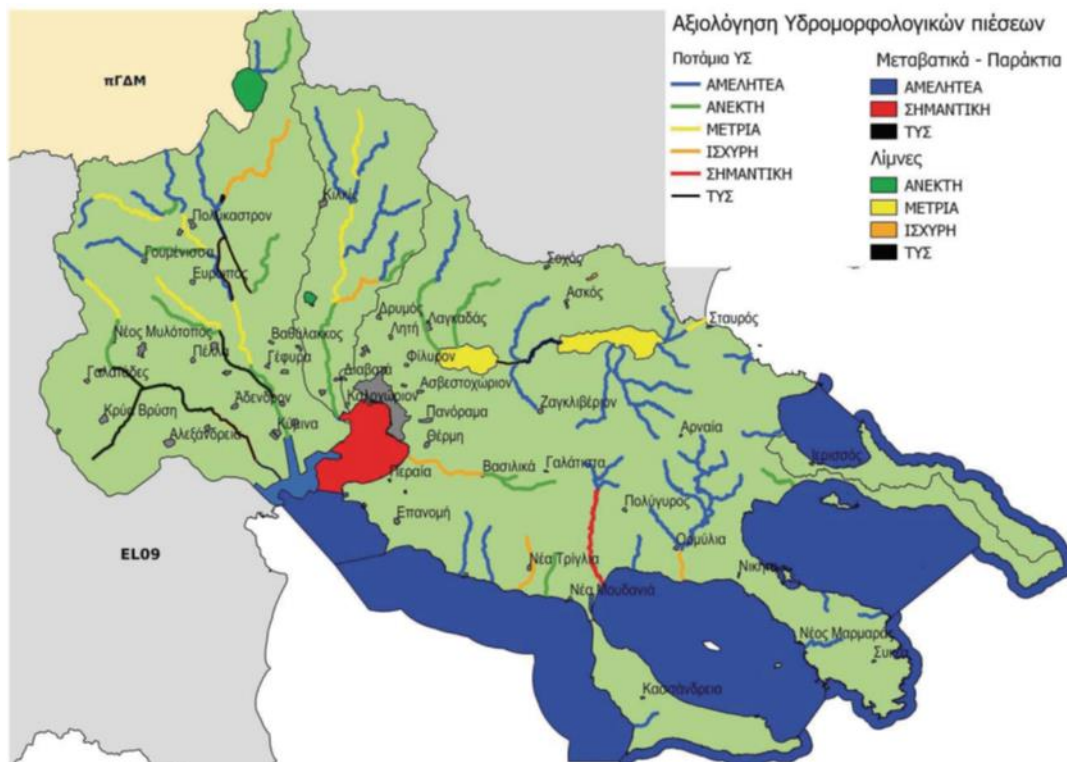 Αξιολόγηση Υδρομορφολογικών πιέσεων
Ποτάμια ΥΣ
ΑΜΕΛΗΤΕΑ
ΑΝΕΚΤΗ
ΜΕΤΡΙΑ
ΙΣΧΥΡΗ
ΣΗΜΑΝΤΙΚΗ
ΤΥΣ
Μεταβατικά - Παράκτια
ΑΜΕΛΗΤΕΑ
ΣΗΜΑΝΤΙΚΗ
ΤΥΣ
Λίμνες
ΑΝΕΚΤΗ
ΜΕΤΡΙΑ
ΙΣΧΥΡΗ
ΤΥΣ
πΓΔΜ
Κιλκίς
Πολύκαστρον
Γουμένισσα
Ευρωπός
Σοχός
Ασκός
Σταυρός
Δρυμός
Λητή
Λαγκαδάς
Βαθύλακκος
Νέος Μυλότοπος
Πέλλα
Γέφυρα
Φίλυρον
Γαλατάδες
Διαβατά
Ασβεστοχώριον
Καλοχώριον
Άδενδρον
Ζαγκλιβέριον
Κρύα Βρύση
Πανόραμα
Κύμινα
Αλεξάνδρεια
Θέρμη
Αρναία
Ιερισσός
Περαία
Βασιλικά
Γαλάτιστα
Πολύγυρος
Επανομή
Ορμύλια
EL09
Νέα Τρίγλια
Νικήτη
Νέα Μουδανιά
Νέος Μαρμαράς
Συκέα
Κασσάνδρεια